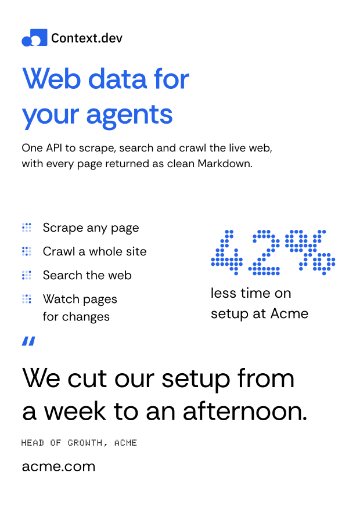 Context.dev
Web data for
your agents
One API to scrape, search and crawl the live web,
with every page returned as clean Markdown.
Scrape any page
Crawl a whole site
Search the web
Watch pages
for changes
42%
less time on
setup at Acme
“
We cut our setup from
a week to an afternoon.
HEAD OF GROWTH, ACME
acme.com